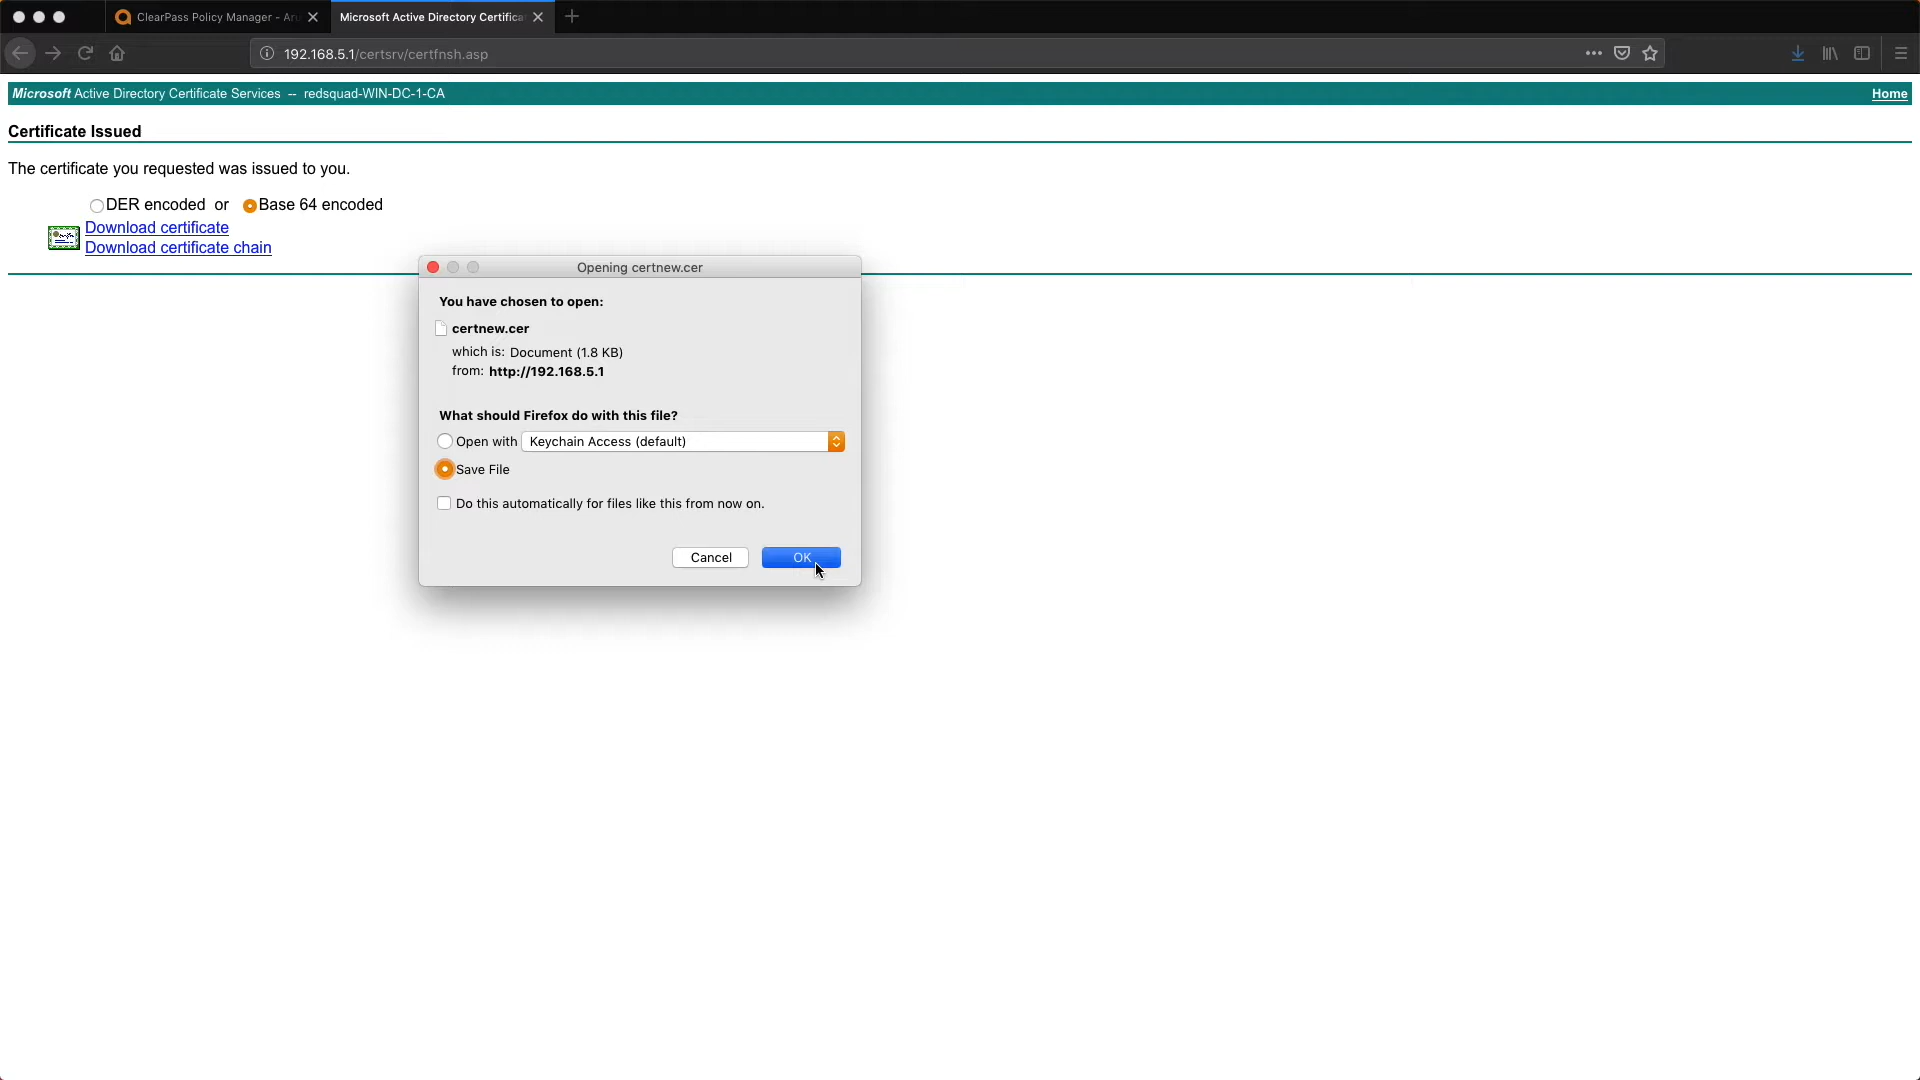 ClearPass Policy Manager - Aru
Microsoft Active Directory Certifica
192.168.5.1/certsrv/certfnsh.asp
Microsoft Active Directory Certificate Services -- redsquad-WIN-DC-1-CA
Home
Certificate Issued
The certificate you requested was issued to you.
DER encoded or Base 64 encoded
Download certificate
Download certificate chain
Opening certnew.cer
You have chosen to open:
certnew.cer
which is: Document (1.8 KB)
from: http://192.168.5.1
What should Firefox do with this file?
Open with Keychain Access (default)
Save File
Do this automatically for files like this from now on.
Cancel
OK